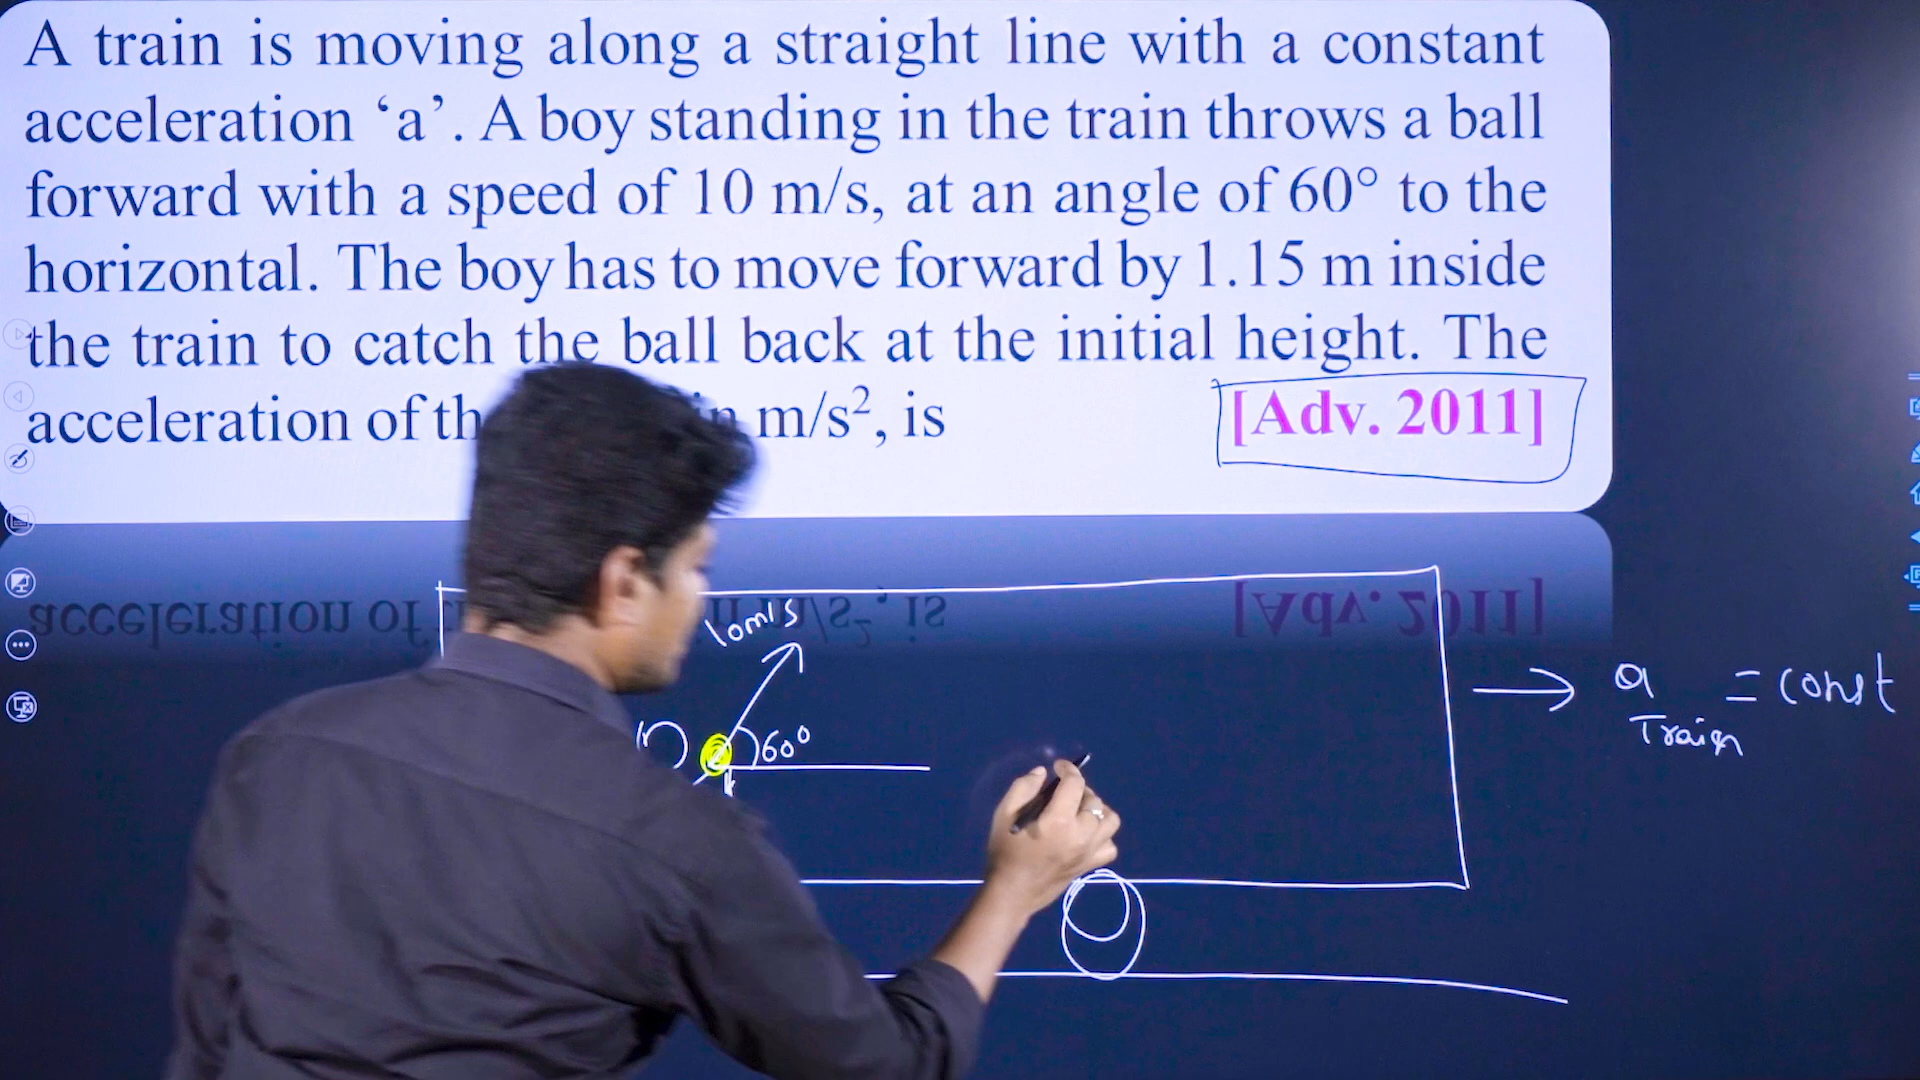 A train is moving along a straight line with a constant
acceleration ‘a’. A boy standing in the train throws a ball
forward with a speed of 10 m/s, at an angle of 60° to the
horizontal. The boy has to move forward by 1.15 m inside
the train to catch the ball back at the initial height. The
acceleration of th in m/s², is [Adv. 2011]
10m/s
60°
a = const
Train